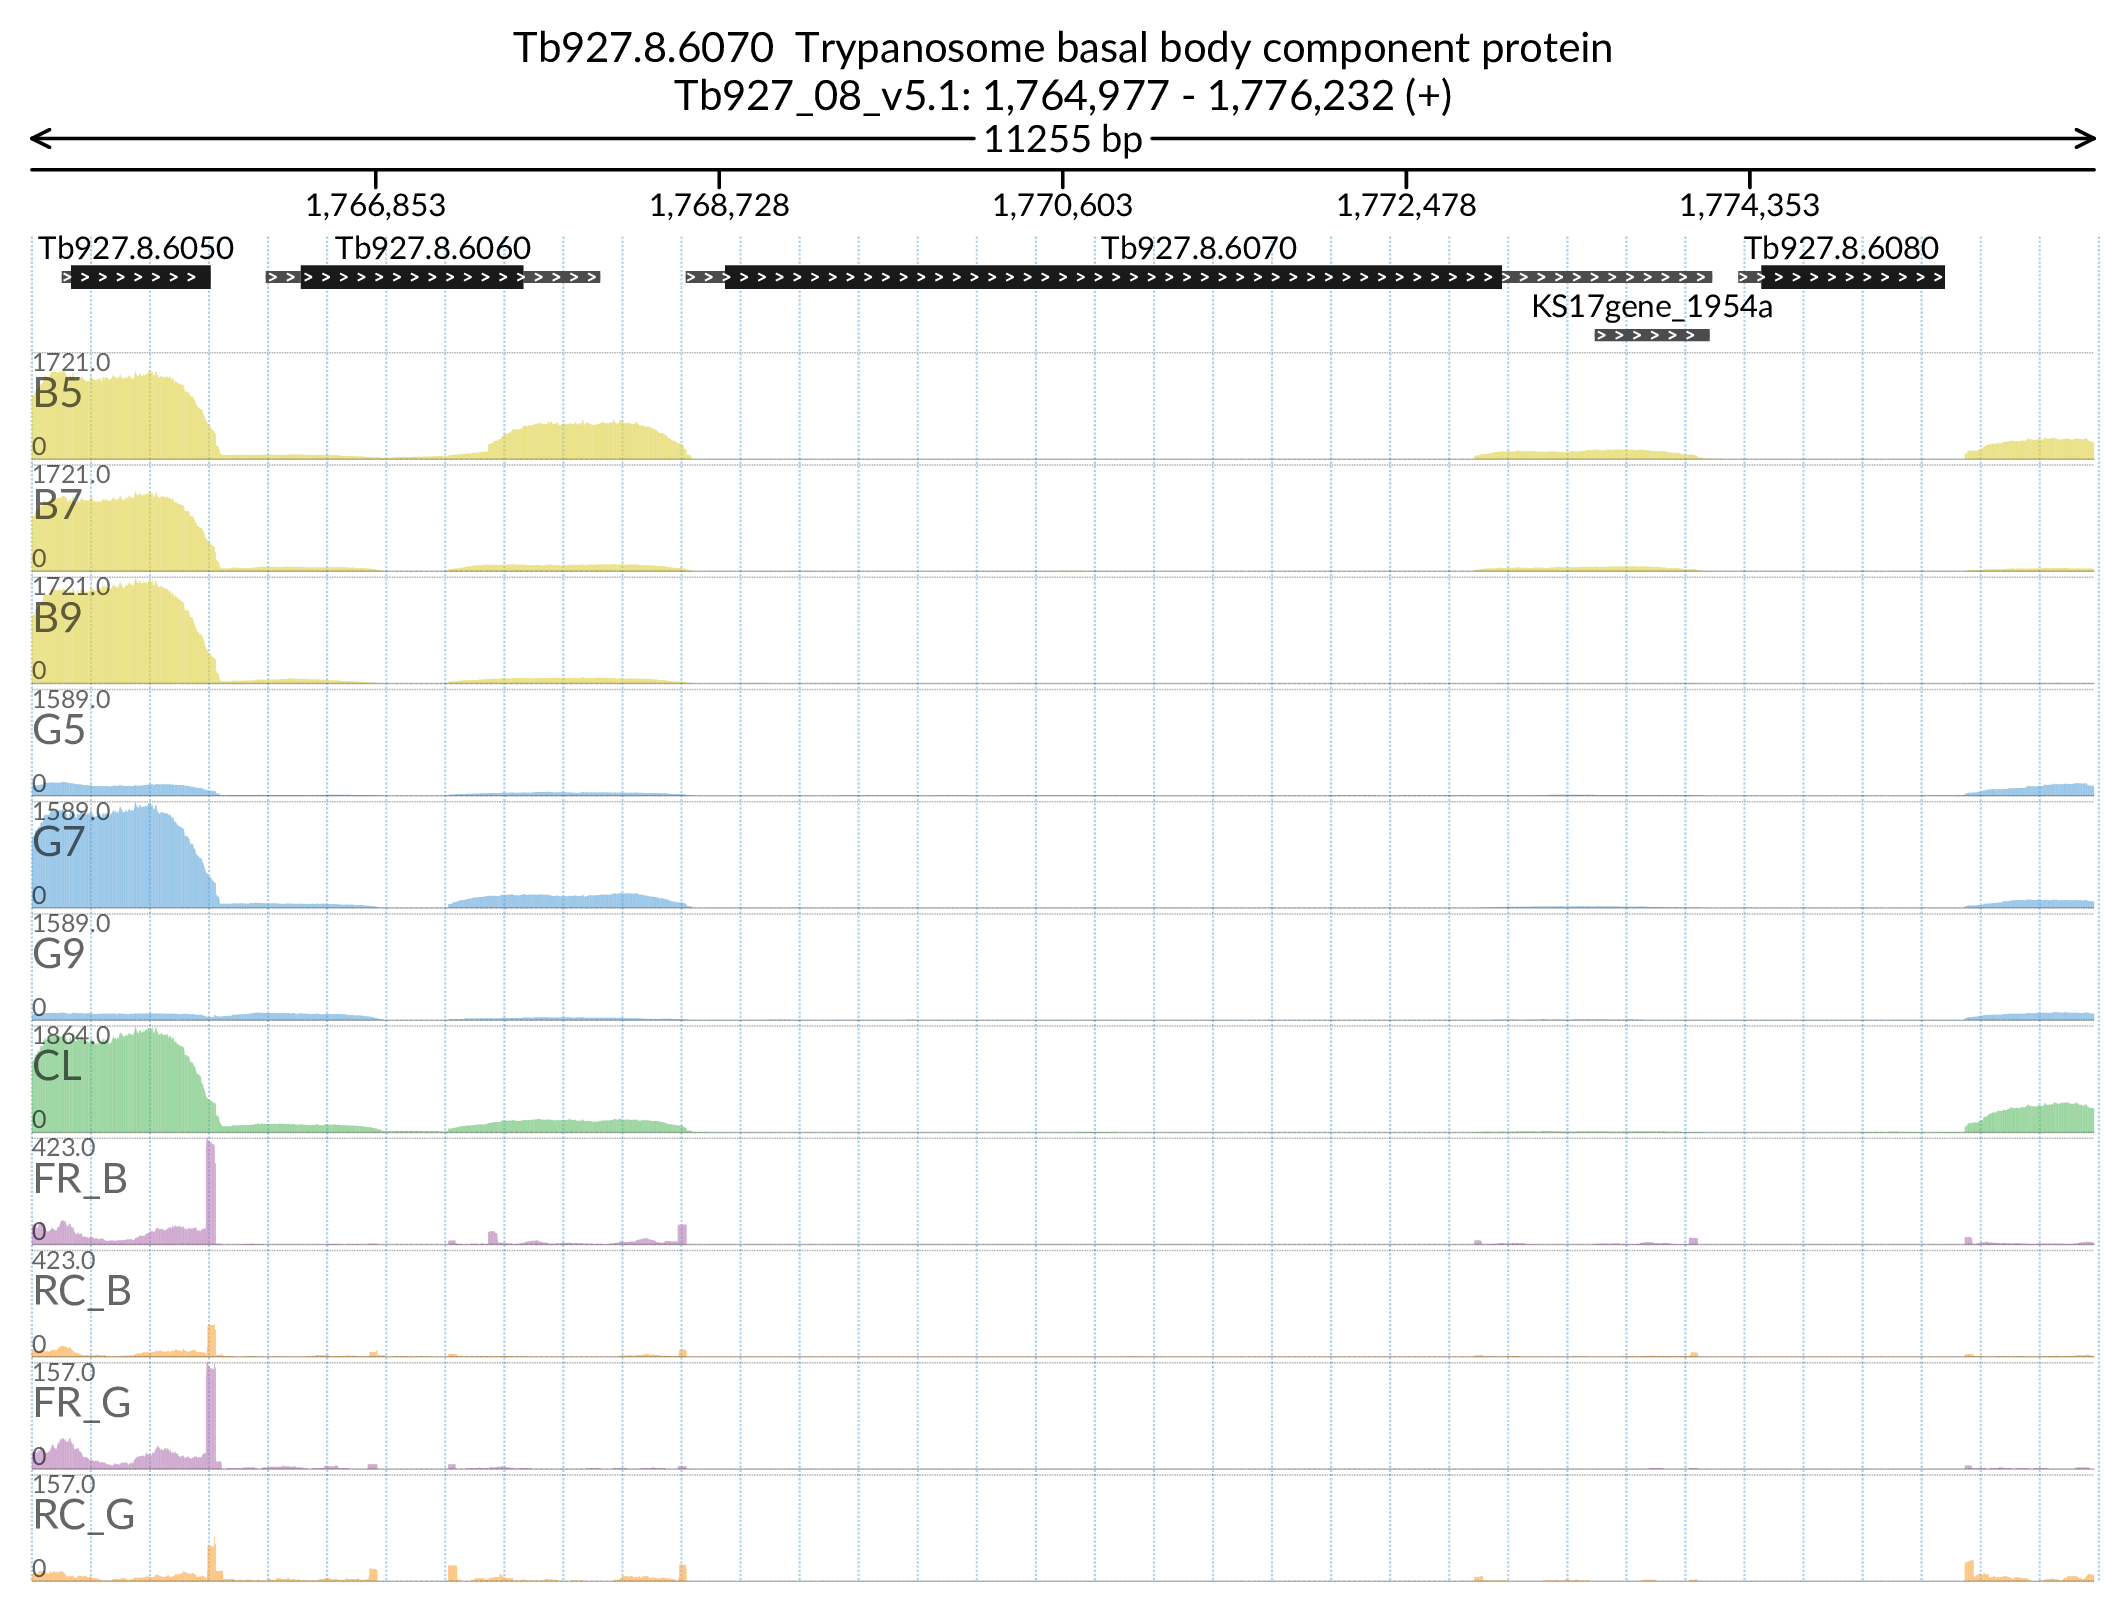 Tb927.8.6070  Trypanosome basal body component protein
Tb927_08_v5.1: 1,764,977 - 1,776,232 (+)
11255 bp
1,766,853 1,768,728 1,770,603 1,772,478 1,774,353
Tb927.8.6050 Tb927.8.6060 Tb927.8.6070 Tb927.8.6080
KS17gene_1954a
1721.0
B5
0
1721.0
B7
0
1721.0
B9
0
1589.0
G5
0
1589.0
G7
0
1589.0
G9
0
1864.0
CL
0
423.0
FR_B
0
423.0
RC_B
0
157.0
FR_G
0
157.0
RC_G
0